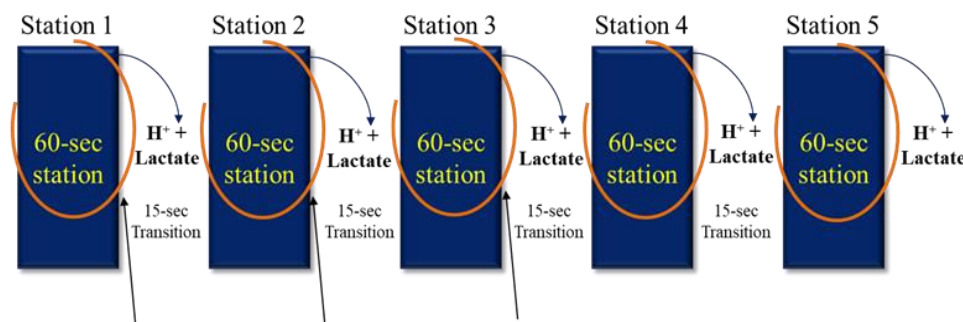 Station 1
Station 2
Station 3
Station 4
Station 5
60-sec
station
H⁺ +
Lactate
15-sec
Transition
60-sec
station
H⁺ +
Lactate
15-sec
Transition
60-sec
station
H⁺ +
Lactate
15-sec
Transition
60-sec
station
H⁺ +
Lactate
15-sec
Transition
60-sec
station
H⁺ +
Lactate